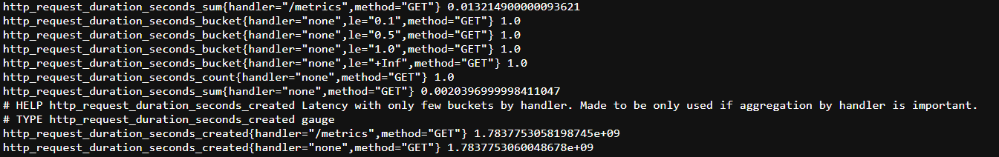 http_request_duration_seconds_sum{handler="/metrics",method="GET"} 0.013214900000093621
http_request_duration_seconds_bucket{handler="none",le="0.1",method="GET"} 1.0
http_request_duration_seconds_bucket{handler="none",le="0.5",method="GET"} 1.0
http_request_duration_seconds_bucket{handler="none",le="1.0",method="GET"} 1.0
http_request_duration_seconds_bucket{handler="none",le="+Inf",method="GET"} 1.0
http_request_duration_seconds_count{handler="none",method="GET"} 1.0
http_request_duration_seconds_sum{handler="none",method="GET"} 0.0020396999998411047
# HELP http_request_duration_seconds_created Latency with only few buckets by handler. Made to be only used if aggregation by handler is important.
# TYPE http_request_duration_seconds_created gauge
http_request_duration_seconds_created{handler="/metrics",method="GET"} 1.7837753058198745e+09
http_request_duration_seconds_created{handler="none",method="GET"} 1.7837753060048678e+09